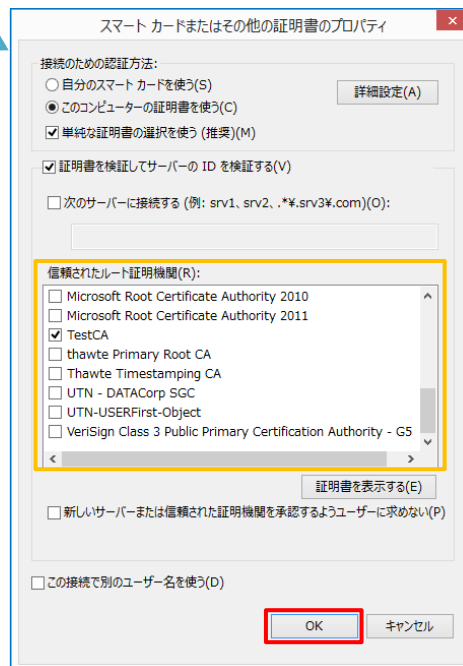 スマート カードまたはその他の証明書のプロパティ
×
接続のための認証方法:
自分のスマート カードを使う(S)
詳細設定(A)
このコンピューターの証明書を使う(C)
単純な証明書の選択を使う (推奨)(M)
証明書を検証してサーバーの ID を検証する(V)
次のサーバーに接続する (例: srv1、srv2、.*¥.srv3¥.com)(O):
信頼されたルート証明機関(R):
Microsoft Root Certificate Authority 2010
Microsoft Root Certificate Authority 2011
TestCA
thawte Primary Root CA
Thawte Timestamping CA
UTN - DATACorp SGC
UTN-USERFirst-Object
VeriSign Class 3 Public Primary Certification Authority - G5
証明書を表示する(E)
新しいサーバーまたは信頼された証明機関を承認するようユーザーに求めない(P)
この接続で別のユーザー名を使う(D)
OK
キャンセル